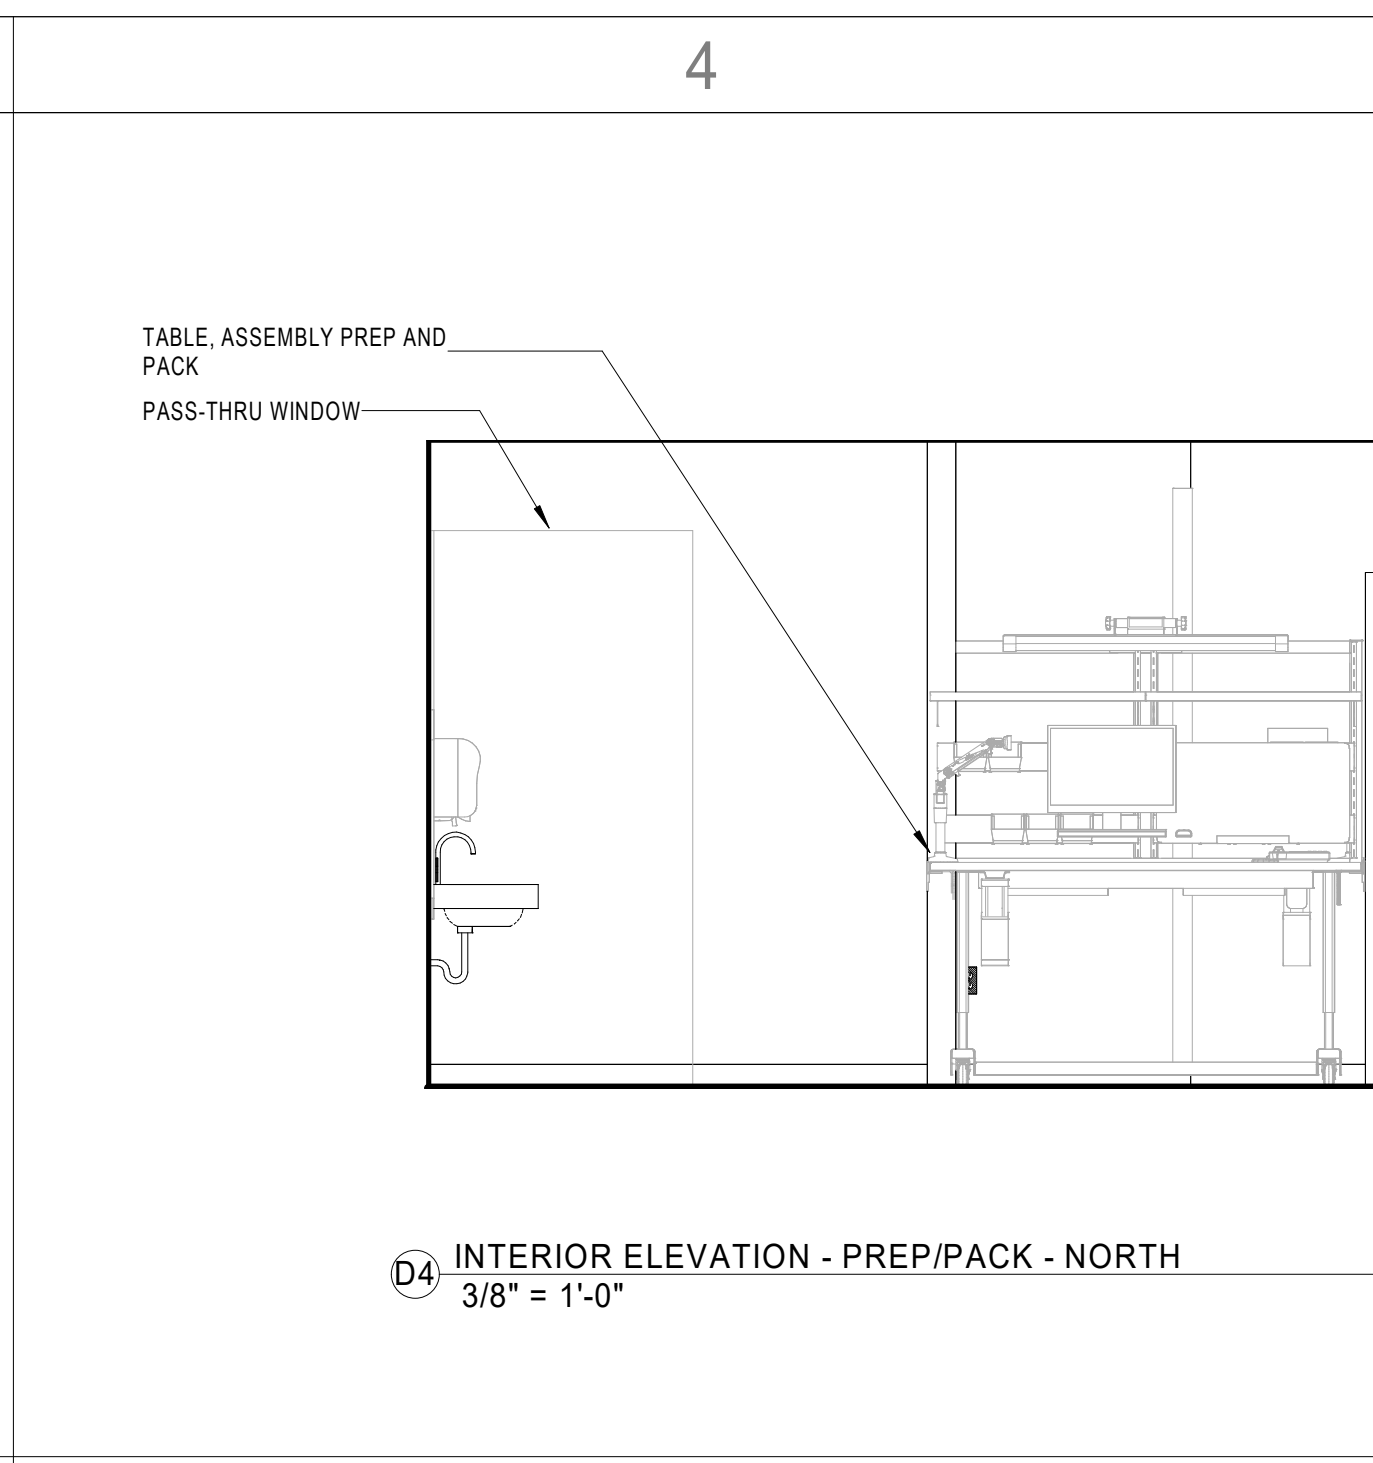 4
TABLE, ASSEMBLY PREP AND
PACK
PASS-THRU WINDOW
D4
INTERIOR ELEVATION - PREP/PACK - NORTH
3/8" = 1'-0"